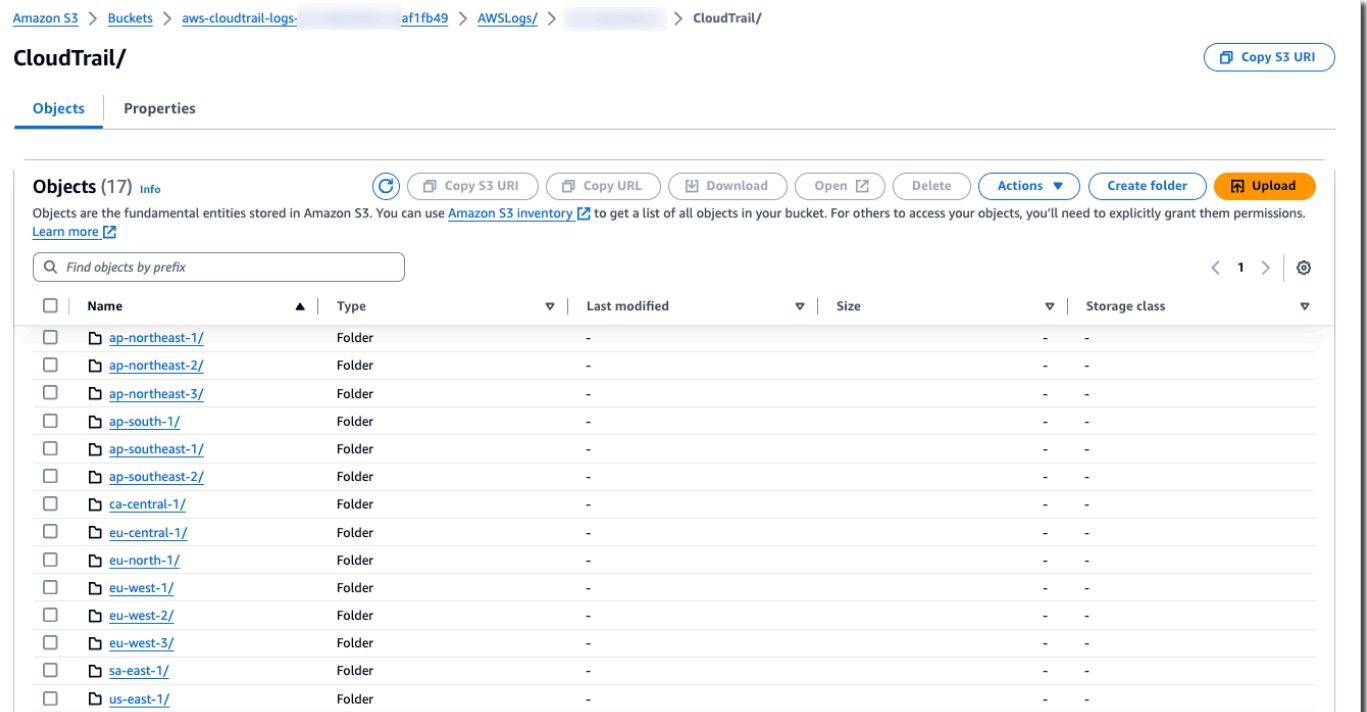 Amazon S3 > Buckets > aws-cloudtrail-logs- af1fb49 > AWSLogs/ > > CloudTrail/
CloudTrail/
Copy S3 URI
Objects Properties
Objects (17) Info
Copy S3 URI Copy URL Download Open Delete Actions Create folder Upload
Objects are the fundamental entities stored in Amazon S3. You can use Amazon S3 inventory to get a list of all objects in your bucket. For others to access your objects, you'll need to explicitly grant them permissions.
Learn more
Find objects by prefix
< 1 >
Name Type Last modified Size Storage class
ap-northeast-1/ Folder - - -
ap-northeast-2/ Folder - - -
ap-northeast-3/ Folder - - -
ap-south-1/ Folder - - -
ap-southeast-1/ Folder - - -
ap-southeast-2/ Folder - - -
ca-central-1/ Folder - - -
eu-central-1/ Folder - - -
eu-north-1/ Folder - - -
eu-west-1/ Folder - - -
eu-west-2/ Folder - - -
eu-west-3/ Folder - - -
sa-east-1/ Folder - - -
us-east-1/ Folder - - -